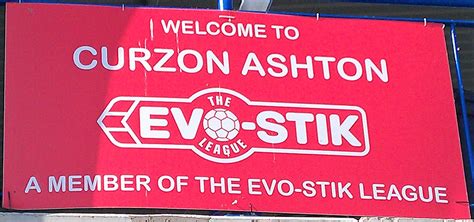 WELCOME TO
CURZON ASHTON
THE
EVO-STIK
LEAGUE
A MEMBER OF THE EVO-STIK LEAGUE